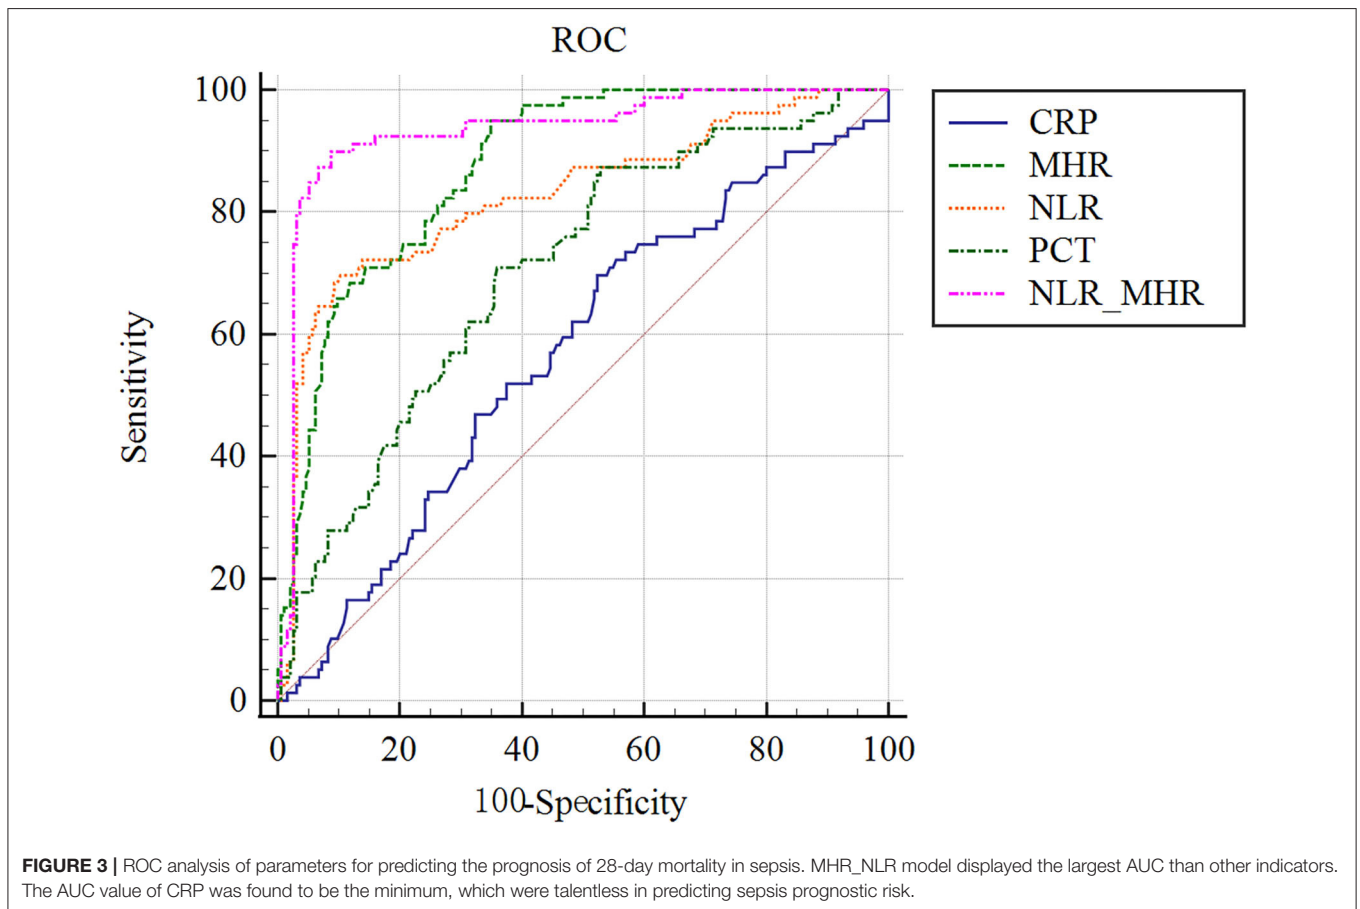 ROC
100
80
60
40
20
0
Sensitivity
0 20 40 60 80 100
100-Specificity
CRP
MHR
NLR
PCT
NLR_MHR
FIGURE 3 | ROC analysis of parameters for predicting the prognosis of 28-day mortality in sepsis. MHR_NLR model displayed the largest AUC than other indicators.
The AUC value of CRP was found to be the minimum, which were talentless in predicting sepsis prognostic risk.